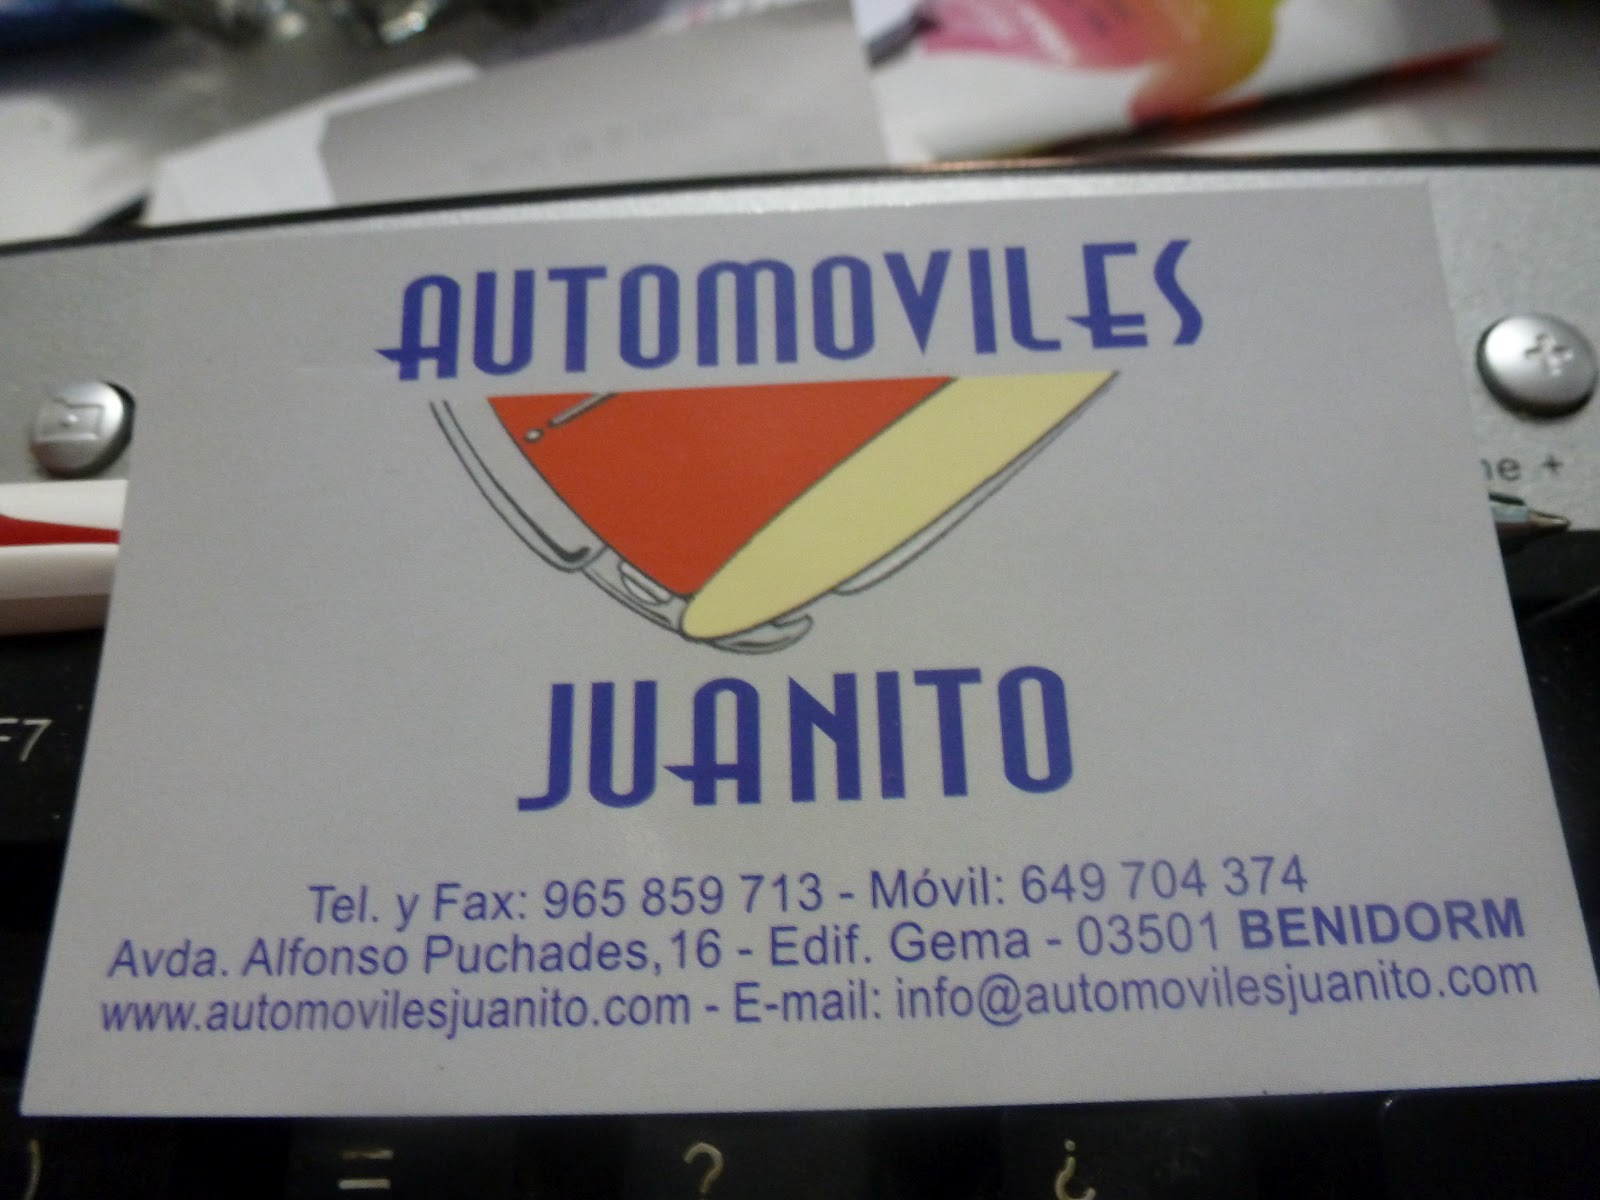 AUTOMOVILES
JUANITO
Tel. y Fax: 965 859 713 - Móvil: 649 704 374
Avda. Alfonso Puchades,16 - Edif. Gema - 03501 BENIDORM
www.automovilesjuanito.com - E-mail: info@automovilesjuanito.com
F7
+
)
=
?
¿